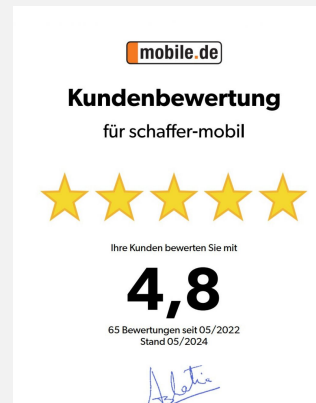 mobile.de
Kundenbewertung
für schaffer-mobil
Ihre Kunden bewerten Sie mit
4,8
65 Bewertungen seit 05/2022
Stand 05/2024